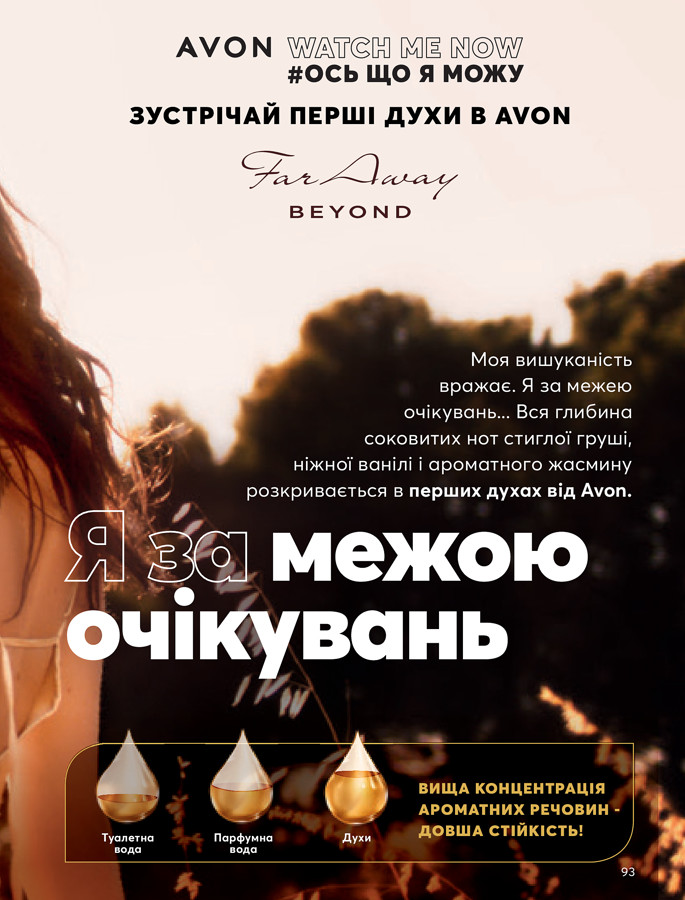 AVON WATCH ME NOW
#ОСЬ ЩО Я МОЖУ
ЗУСТРІЧАЙ ПЕРШІ ДУХИ В AVON
Far Away
BEYOND
Моя вишуканість
вражає. Я за межею
очікувань... Вся глибина
соковитих нот стиглої груші,
ніжної ванілі і ароматного жасмину
розкривається в перших духах від Avon.
Я за межою
очікувань
Туалетна
вода
Парфумна
вода
Духи
ВИЩА КОНЦЕНТРАЦІЯ
АРОМАТНИХ РЕЧОВИН -
ДОВША СТІЙКІСТЬ!
93